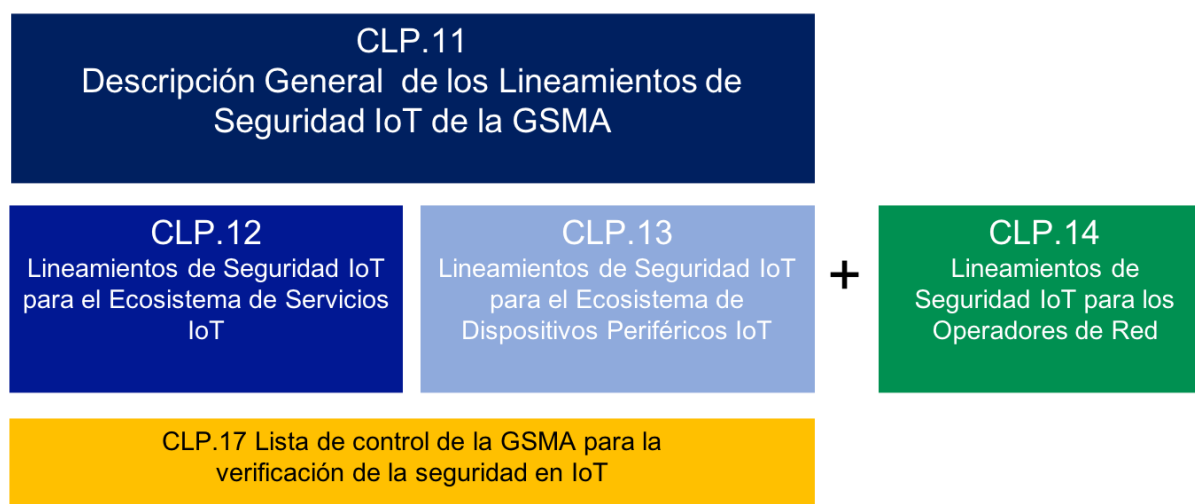 CLP.11
Descripción General de los Lineamientos de
Seguridad IoT de la GSMA
CLP.12
Lineamientos de Seguridad IoT
para el Ecosistema de Servicios
IoT
CLP.13
Lineamientos de Seguridad IoT
para el Ecosistema de
Dispositivos Periféricos IoT
+
CLP.14
Lineamientos de
Seguridad IoT para los
Operadores de Red
CLP.17 Lista de control de la GSMA para la
verificación de la seguridad en IoT